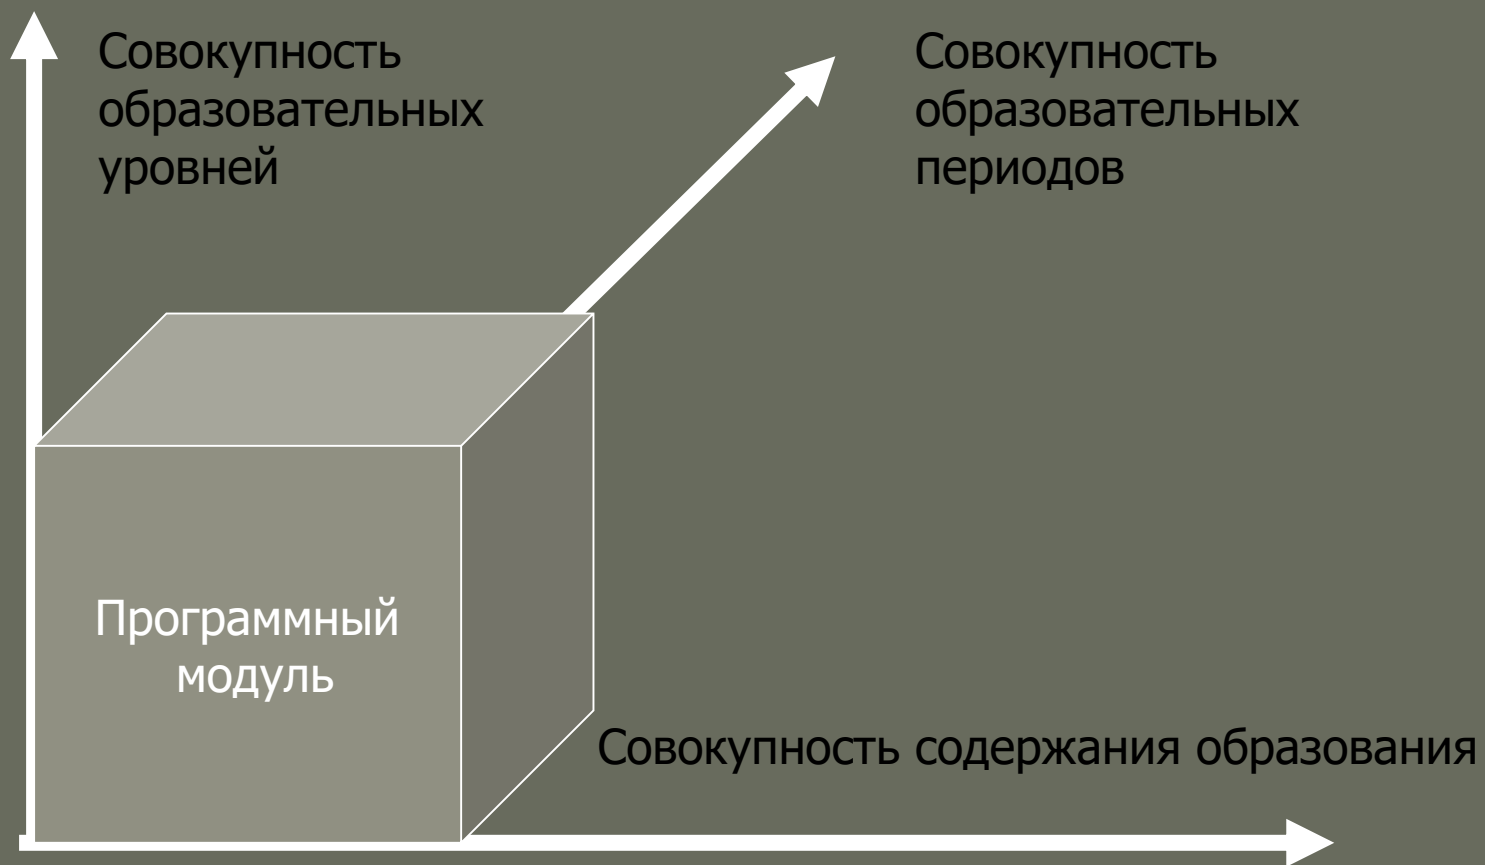 Совокупность
образовательных
уровней
Совокупность
образовательных
периодов
Программный
модуль
Совокупность содержания образования